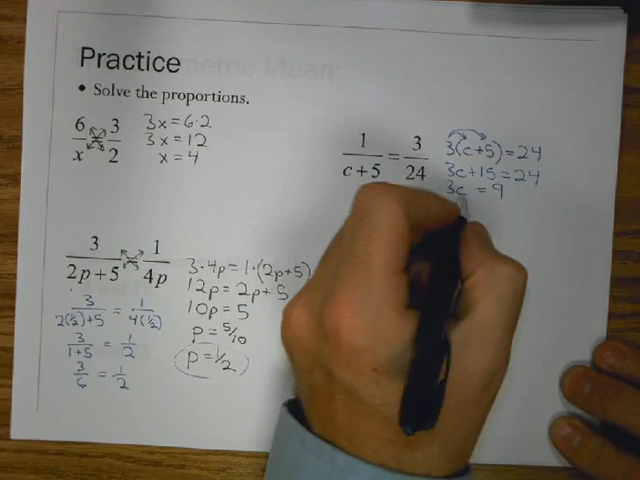 Practice
• Solve the proportions.
6/x = 3/2
3x = 6·2
3x = 12
x = 4
1/(c+5) = 3/24
3(c+5) = 24
3c+15 = 24
3c = 9
3/(2p+5) = 1/(4p)
3·4p = 1·(2p+5)
12p = 2p+5
10p = 5
p = 5/10
p = 1/2
3/(2(1/2)+5) = 1/(4(1/2))
3/(1+5) = 1/2
3/6 = 1/2